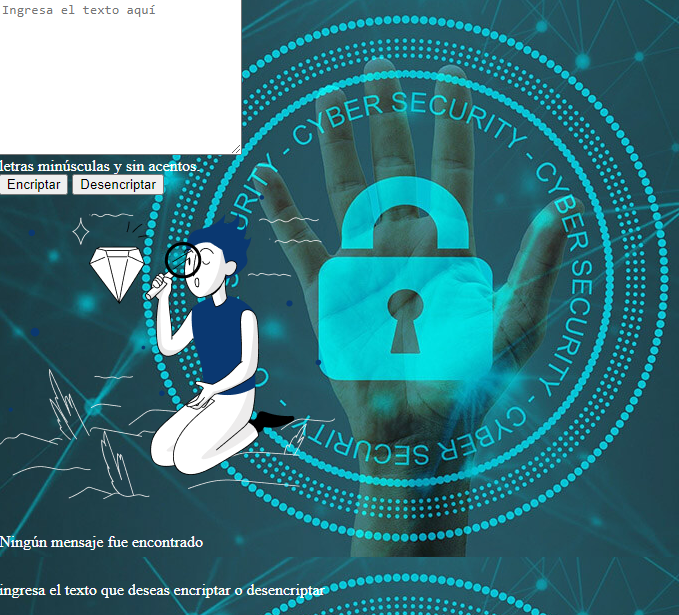 Ingresa el texto aquí
letras minúsculas y sin acentos.
Encriptar Desencriptar
CYBER SECURITY - CYBER SECURITY - CYBER SECURITY - CYBER SECURITY -
Ningún mensaje fue encontrado
ingresa el texto que deseas encriptar o desencriptar